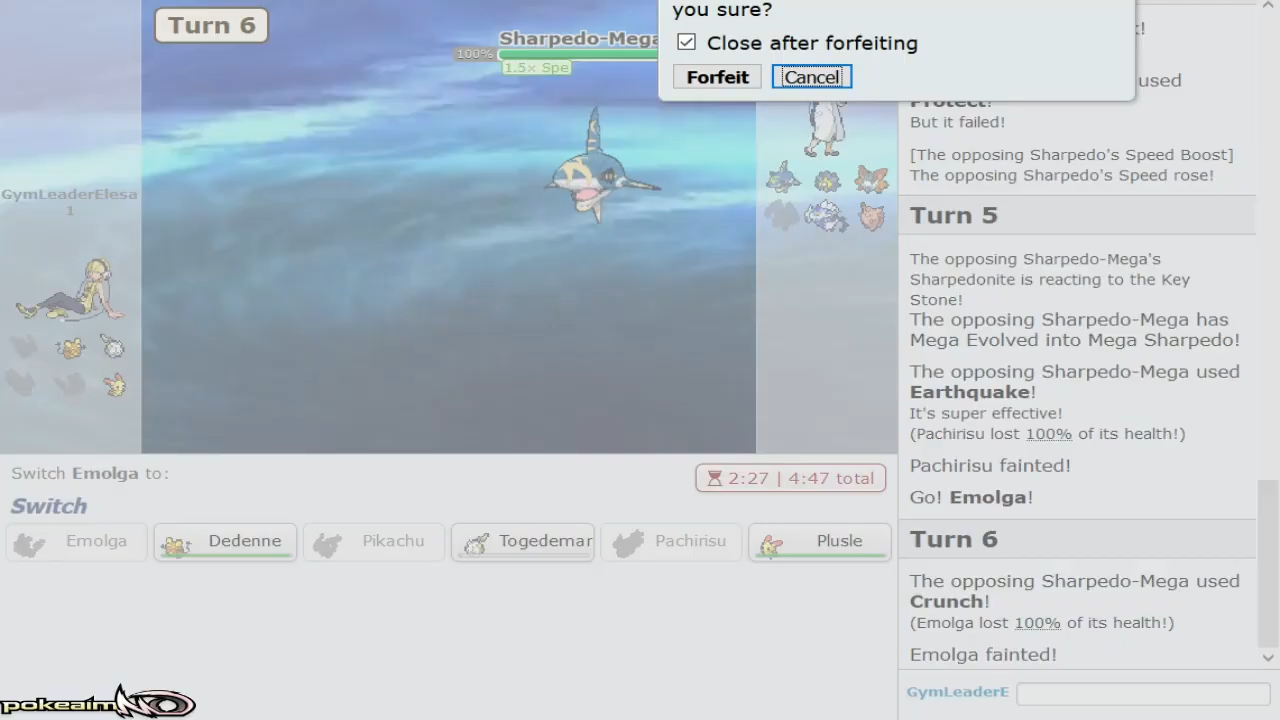 Turn 6
you sure?
Close after forfeiting
Forfeit
Cancel
Sharpedo-Mega
100%
1.5× Spe
GymLeaderElesa
1
Switch Emolga to:
2:27 | 4:47 total
Switch
Emolga
Dedenne
Pikachu
Togedemar
Pachirisu
Plusle
pokeaimMD
used
Protect!
But it failed!
[The opposing Sharpedo's Speed Boost]
The opposing Sharpedo's Speed rose!
Turn 5
The opposing Sharpedo-Mega's
Sharpedonite is reacting to the Key
Stone!
The opposing Sharpedo-Mega has
Mega Evolved into Mega Sharpedo!
The opposing Sharpedo-Mega used
Earthquake!
It's super effective!
(Pachirisu lost 100% of its health!)
Pachirisu fainted!
Go! Emolga!
Turn 6
The opposing Sharpedo-Mega used
Crunch!
(Emolga lost 100% of its health!)
Emolga fainted!
GymLeaderE